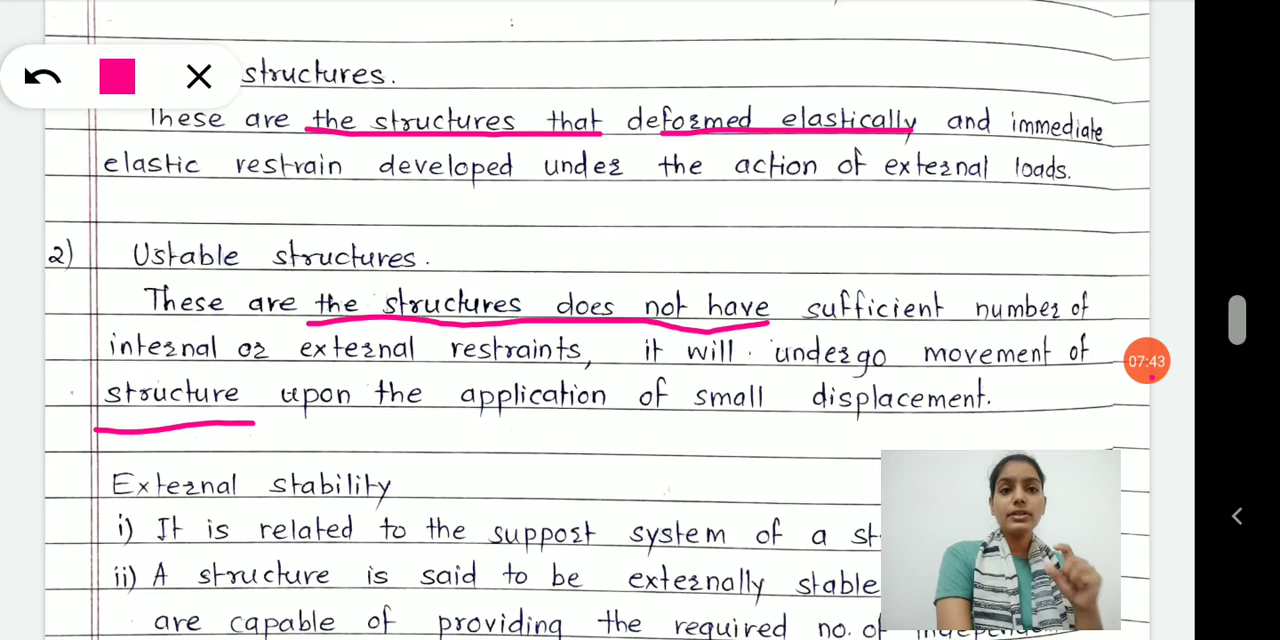 structures.
These are the structures that deformed elastically and immediate
elastic restrain developed under the action of external loads.
2) Ustable structures.
These are the structures does not have sufficient number of
internal or external restraints, it will undergo movement of
structure upon the application of small displacement.
07:43
External stability
i) It is related to the support system of a st
ii) A structure is said to be externally stable
are capable of providing the required no. of